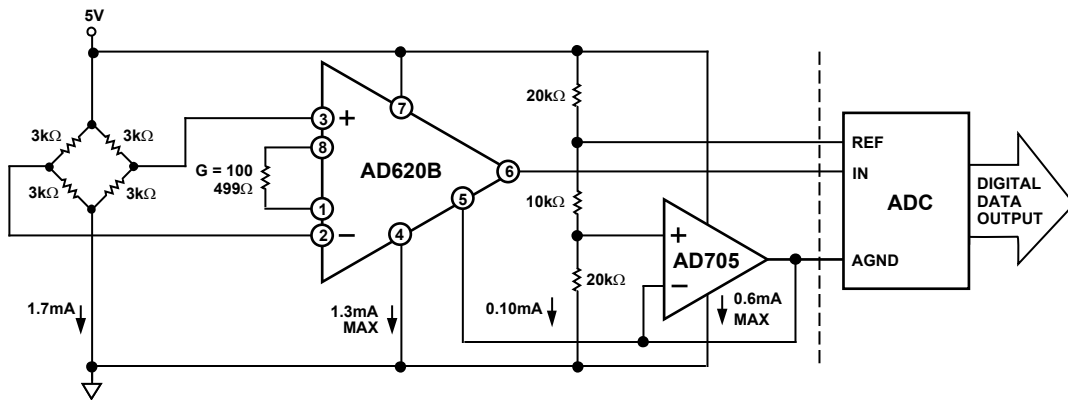 5V
3kΩ
3kΩ
3kΩ
3kΩ
1.7mA
G = 100
499Ω
3
8
1
2
+
–
AD620B
7
6
5
4
1.3mA
MAX
20kΩ
10kΩ
20kΩ
0.10mA
+
–
AD705
0.6mA
MAX
REF
IN
ADC
AGND
DIGITAL
DATA
OUTPUT